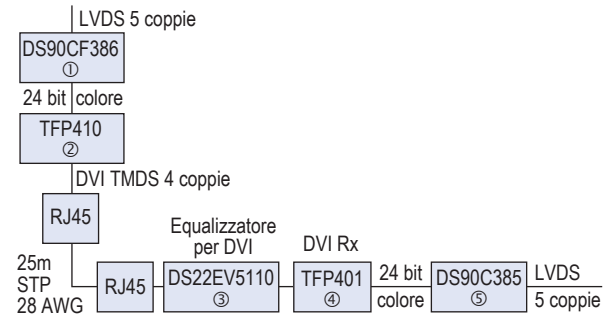 LVDS 5 coppie
DS90CF386
①
24 bit colore
TFP410
②
DVI TMDS 4 coppie
RJ45
25m
STP
28 AWG
RJ45
Equalizzatore
per DVI
DS22EV5110
③
DVI Rx
TFP401
④
24 bit
colore
DS90C385
⑤
LVDS
5 coppie